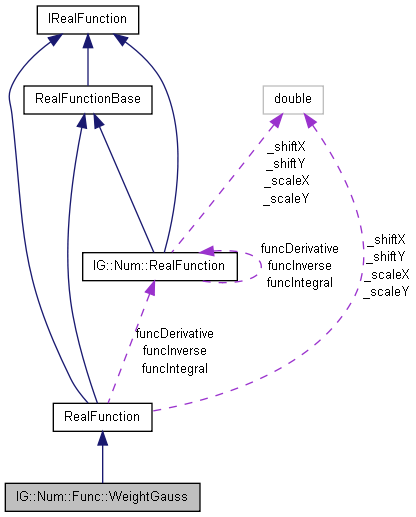 IRealFunction
RealFunctionBase
double
_shiftX
_shiftY
_scaleX
_scaleY
IG::Num::RealFunction
funcDerivative
funcInverse
funcIntegral
_shiftX
_shiftY
_scaleX
_scaleY
funcDerivative
funcInverse
funcIntegral
RealFunction
IG::Num::Func::WeightGauss